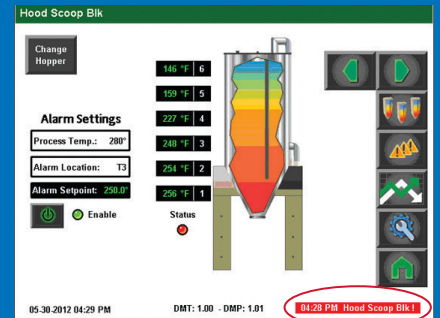 Hood Scoop Blk
Change
Hopper
146 °F 6
159 °F 5
227 °F 4
248 °F 3
254 °F 2
256 °F 1
Alarm Settings
Process Temp.: 280°
Alarm Location: T3
Alarm Setpoint: 250.0°
Enable
Status
05-30-2012 04:29 PM
DMT: 1.00 - DMP: 1.01
04:28 PM Hood Scoop Blk !